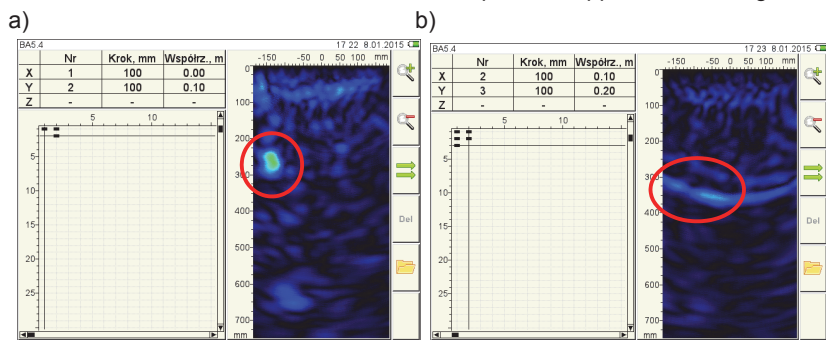 a)
BA5.4 17 22 8.01.2015
Nr Krok, mm Współrz., m
X 1 100 0.00
Y 2 100 0.10
Z - - -
5 10
5
10
15
20
25
-150 -50 0 50 100 mm
0
100
200
300
400
500
600
700
mm
Del
b)
BA5.4 17 23 8.01.2015
Nr Krok, mm Współrz., m
X 2 100 0.10
Y 3 100 0.20
Z - - -
5 10
5
10
15
20
25
-150 -50 0 50 100 mm
0
100
200
300
400
500
600
700
mm
Del